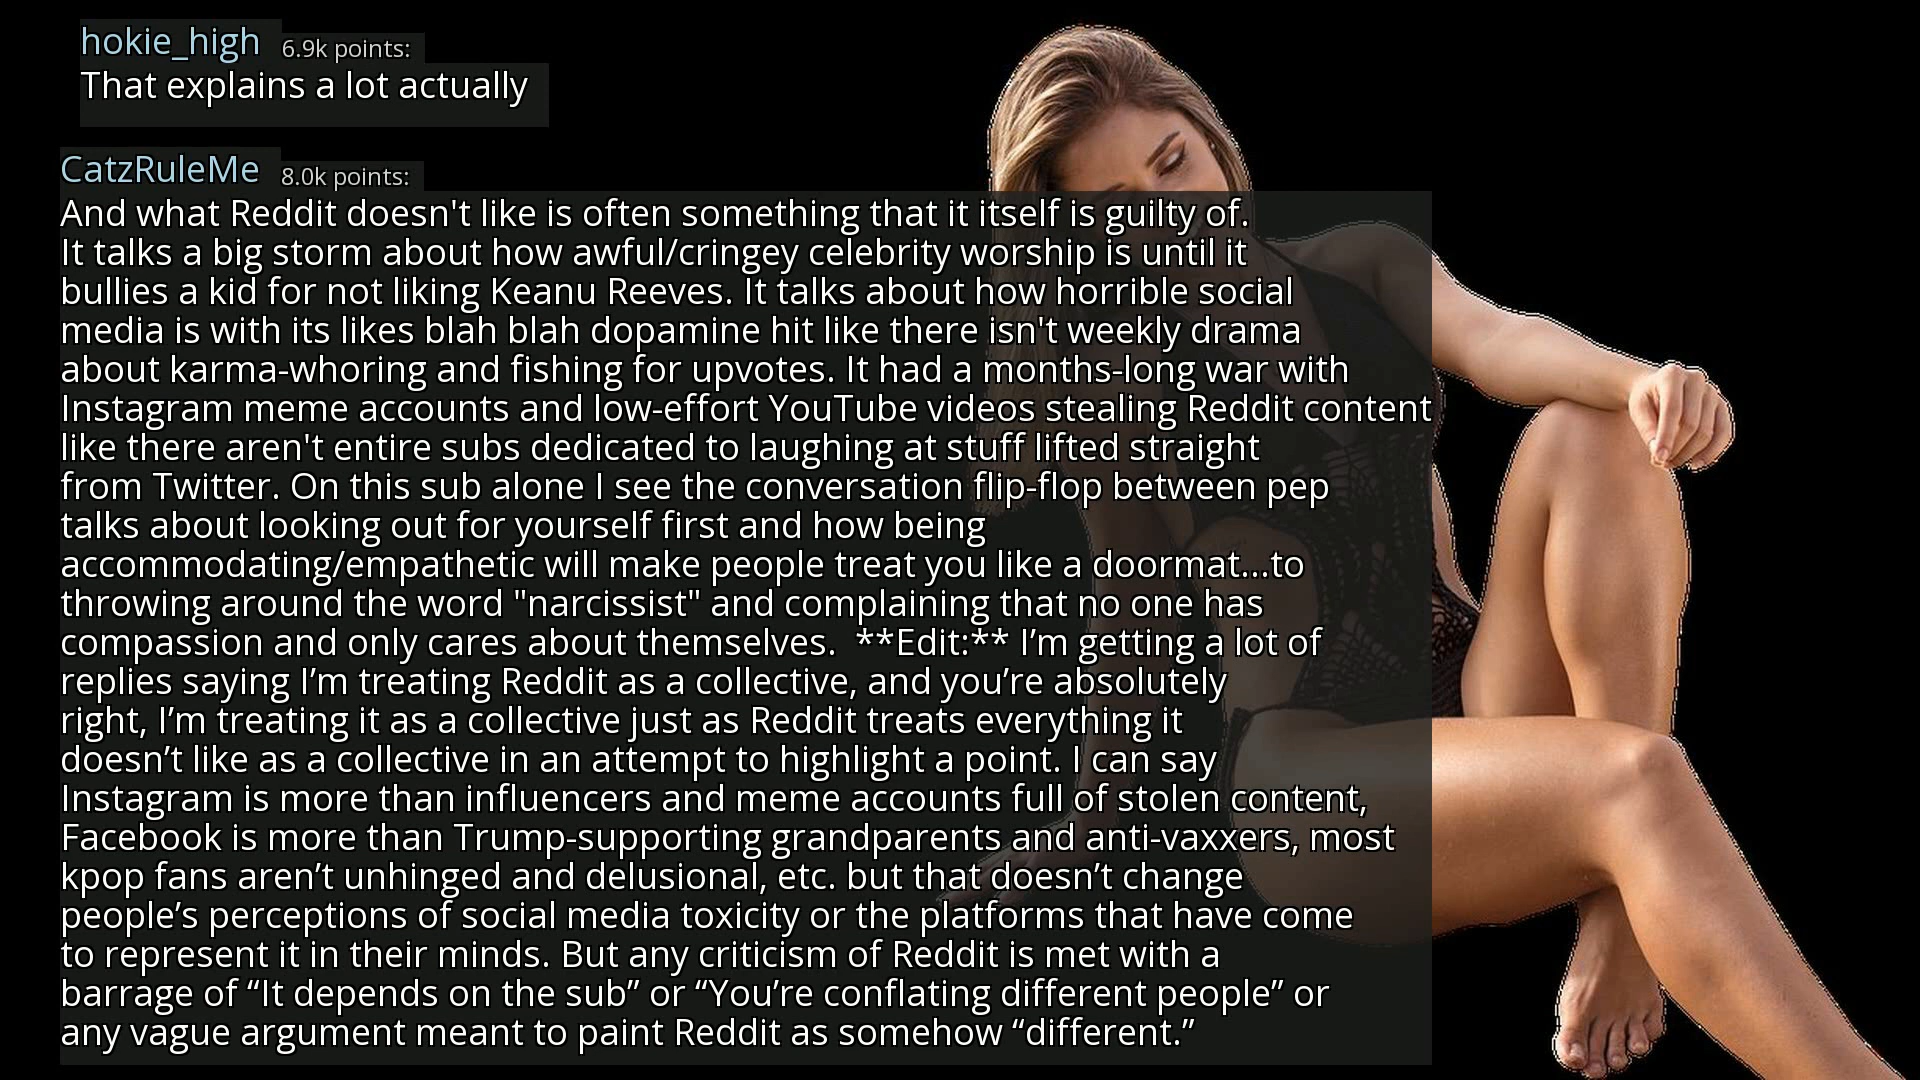 hokie_high 6.9k points:
That explains a lot actually
CatzRuleMe 8.0k points:
And what Reddit doesn't like is often something that it itself is guilty of.
It talks a big storm about how awful/cringey celebrity worship is until it
bullies a kid for not liking Keanu Reeves. It talks about how horrible social
media is with its likes blah blah dopamine hit like there isn't weekly drama
about karma-whoring and fishing for upvotes. It had a months-long war with
Instagram meme accounts and low-effort YouTube videos stealing Reddit content
like there aren't entire subs dedicated to laughing at stuff lifted straight
from Twitter. On this sub alone I see the conversation flip-flop between pep
talks about looking out for yourself first and how being
accommodating/empathetic will make people treat you like a doormat...to
throwing around the word "narcissist" and complaining that no one has
compassion and only cares about themselves.  **Edit:** I’m getting a lot of
replies saying I’m treating Reddit as a collective, and you’re absolutely
right, I’m treating it as a collective just as Reddit treats everything it
doesn’t like as a collective in an attempt to highlight a point. I can say
Instagram is more than influencers and meme accounts full of stolen content,
Facebook is more than Trump-supporting grandparents and anti-vaxxers, most
kpop fans aren’t unhinged and delusional, etc. but that doesn’t change
people’s perceptions of social media toxicity or the platforms that have come
to represent it in their minds. But any criticism of Reddit is met with a
barrage of “It depends on the sub” or “You’re conflating different people” or
any vague argument meant to paint Reddit as somehow “different.”